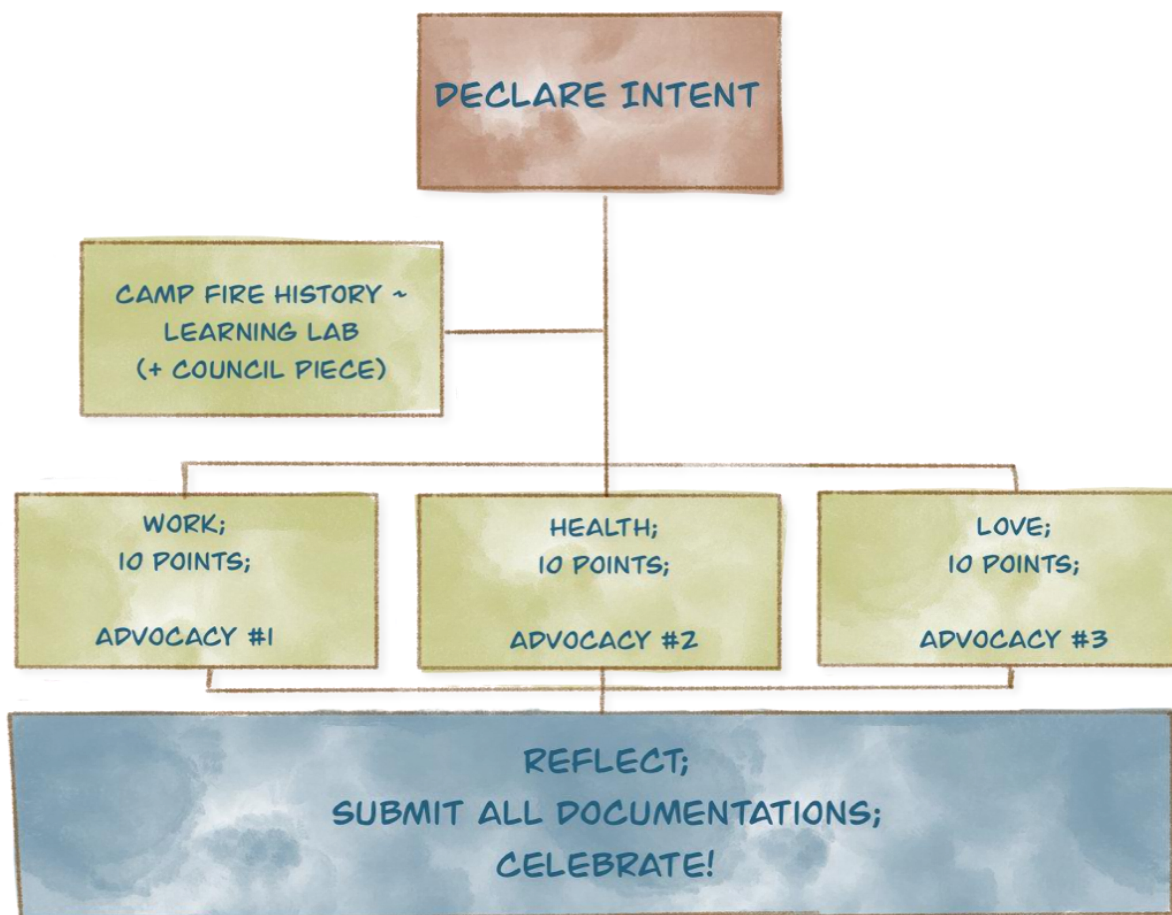 DECLARE INTENT
CAMP FIRE HISTORY ~
LEARNING LAB
(+ COUNCIL PIECE)
WORK;
10 POINTS;
ADVOCACY #1
HEALTH;
10 POINTS;
ADVOCACY #2
LOVE;
10 POINTS;
ADVOCACY #3
REFLECT;
SUBMIT ALL DOCUMENTATIONS;
CELEBRATE!